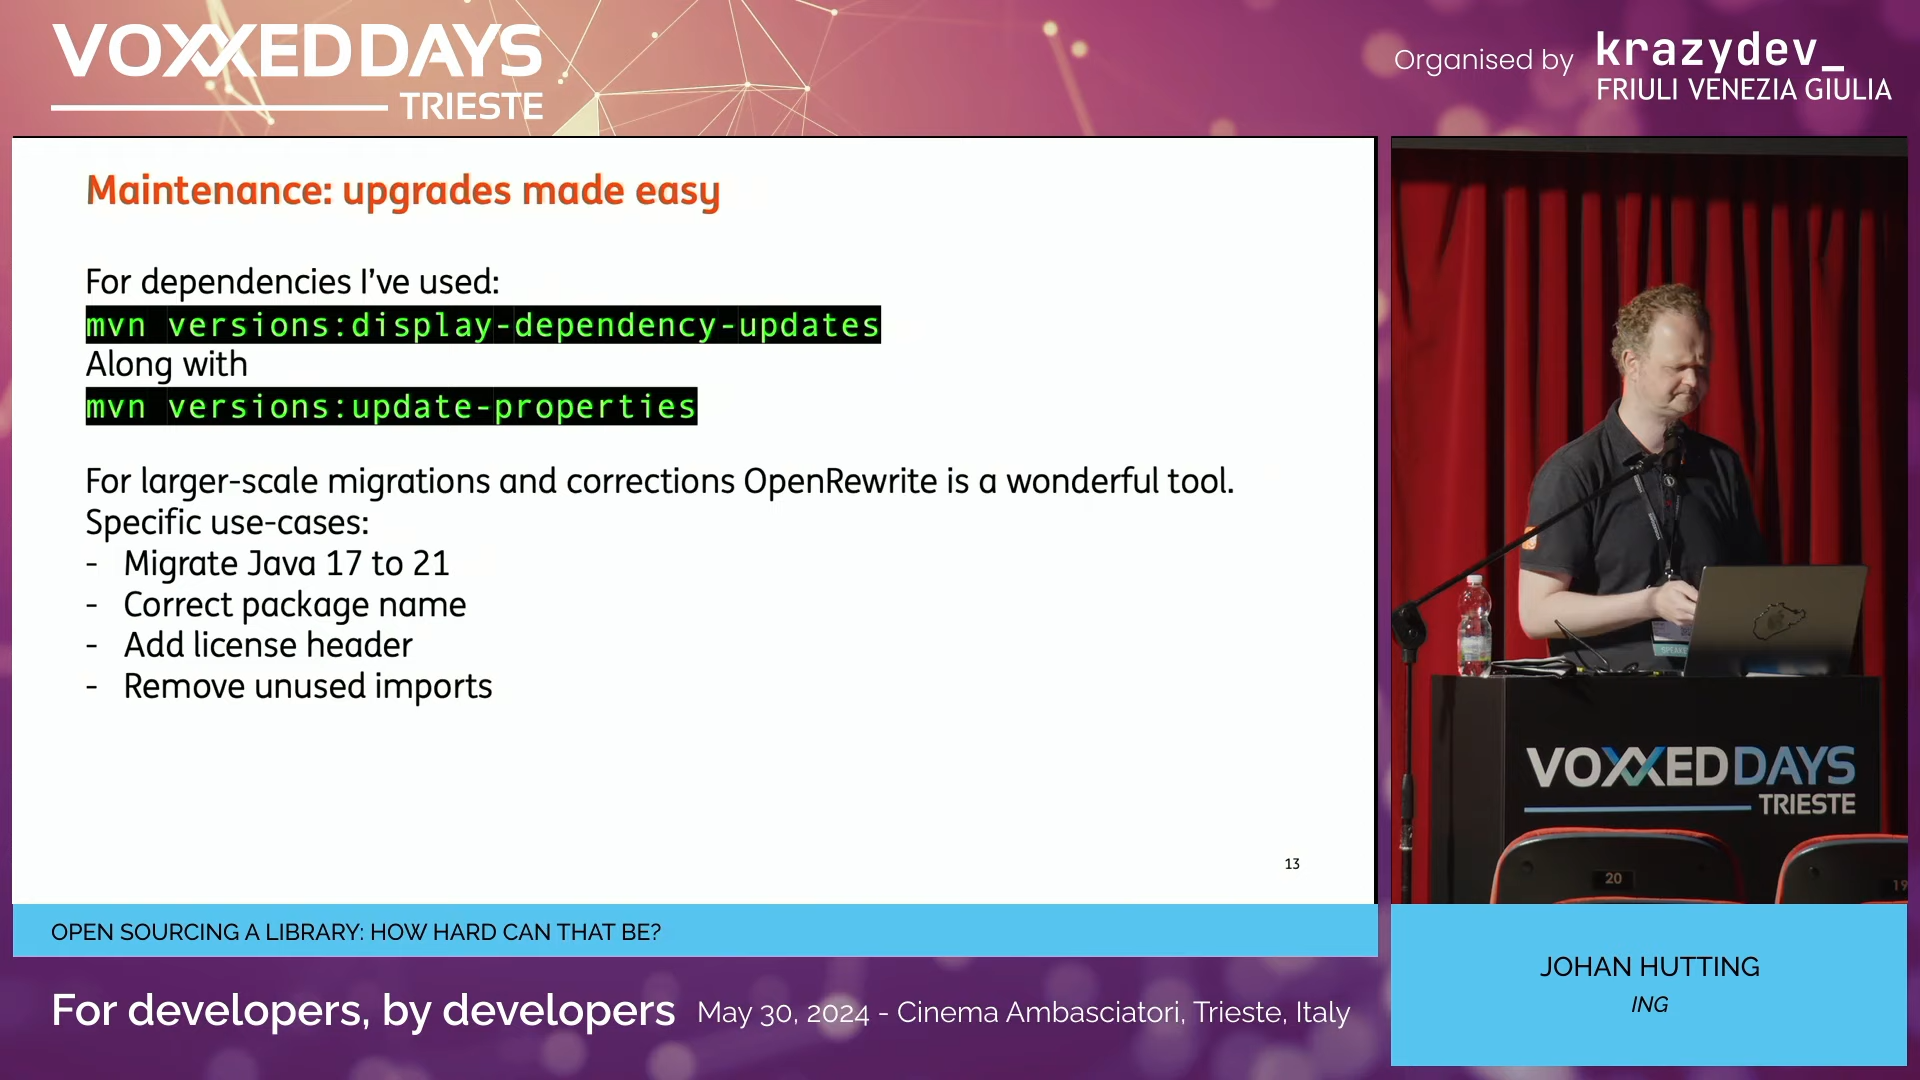 VOXXEDDAYS
TRIESTE
Organised by
krazydev_
FRIULI VENEZIA GIULIA
Maintenance: upgrades made easy
For dependencies I've used:
mvn versions:display-dependency-updates
Along with
mvn versions:update-properties
For larger-scale migrations and corrections OpenRewrite is a wonderful tool.
Specific use-cases:
- Migrate Java 17 to 21
- Correct package name
- Add license header
- Remove unused imports
13
SPEAKE
VOXXEDDAYS
TRIESTE
20
19
OPEN SOURCING A LIBRARY: HOW HARD CAN THAT BE?
JOHAN HUTTING
ING
For developers, by developers May 30, 2024 - Cinema Ambasciatori, Trieste, Italy